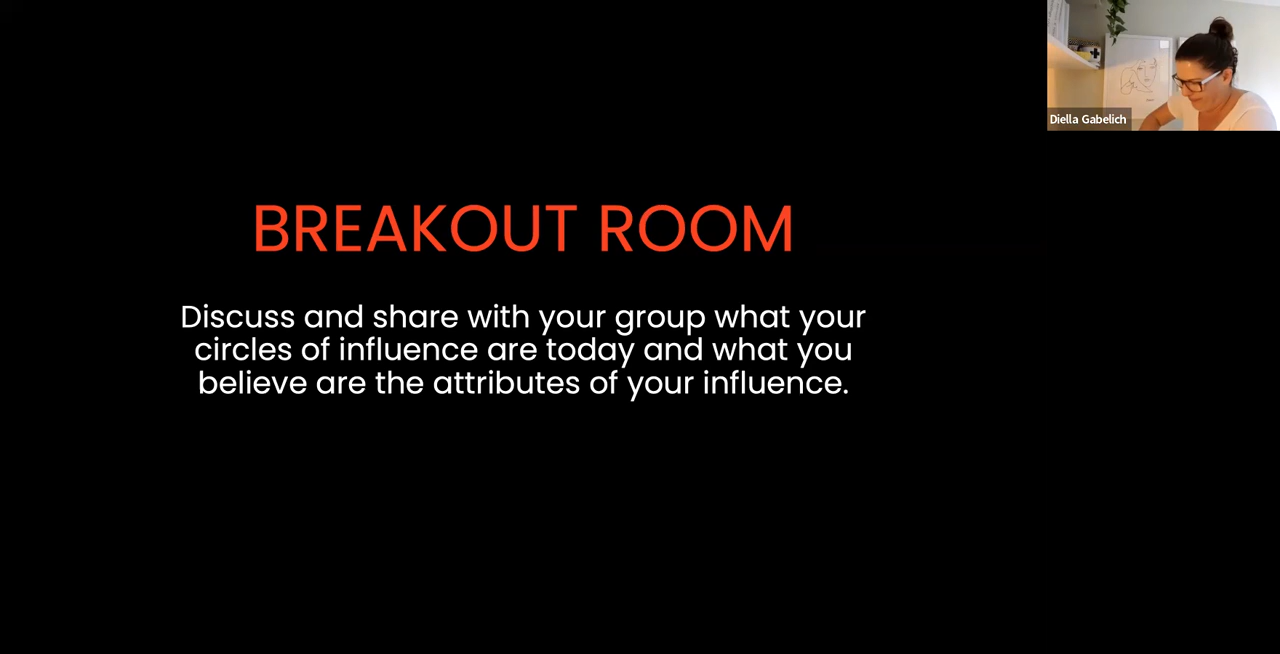 Diella Gabelich
BREAKOUT ROOM
Discuss and share with your group what your
circles of influence are today and what you
believe are the attributes of your influence.